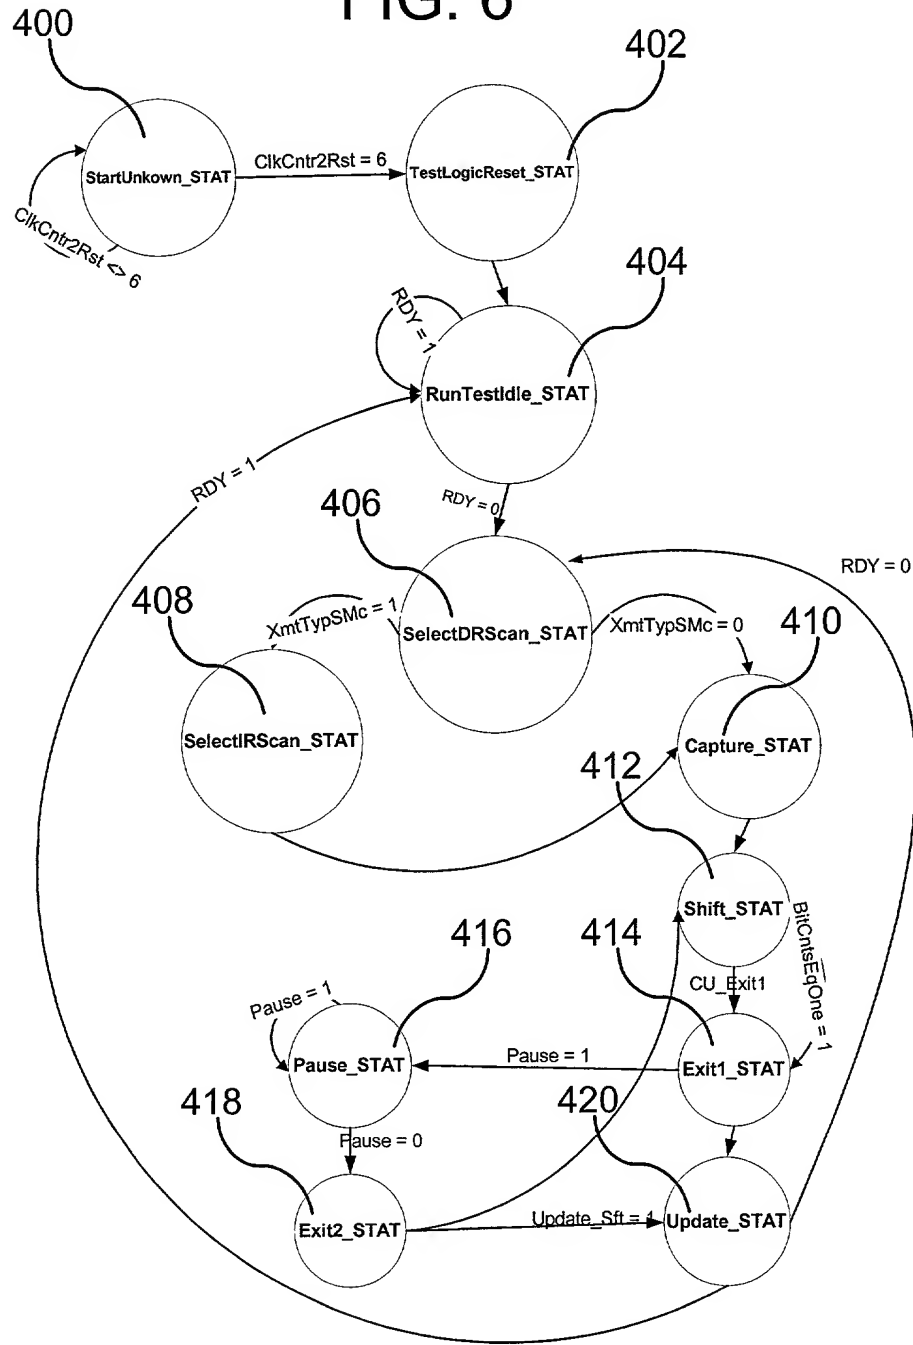 FIG. 6
400
402
ClkCntr2Rst = 6
StartUnkown_STAT
TestLogicReset_STAT
ClkCntr2Rst <> 6
404
RDY = 1
RunTestIdle_STAT
RDY = 1
RDY = 0
406
RDY = 0
408
XmtTypSMc = 1
SelectDRScan_STAT
XmtTypSMc = 0
410
SelectIRScan_STAT
Capture_STAT
412
Shift_STAT
BitCntsEqOne = 1
416
414
CU_Exit1
Pause = 1
Pause_STAT
Pause = 1
Exit1_STAT
418
420
Pause = 0
Exit2_STAT
Update_Sft = 1
Update_STAT